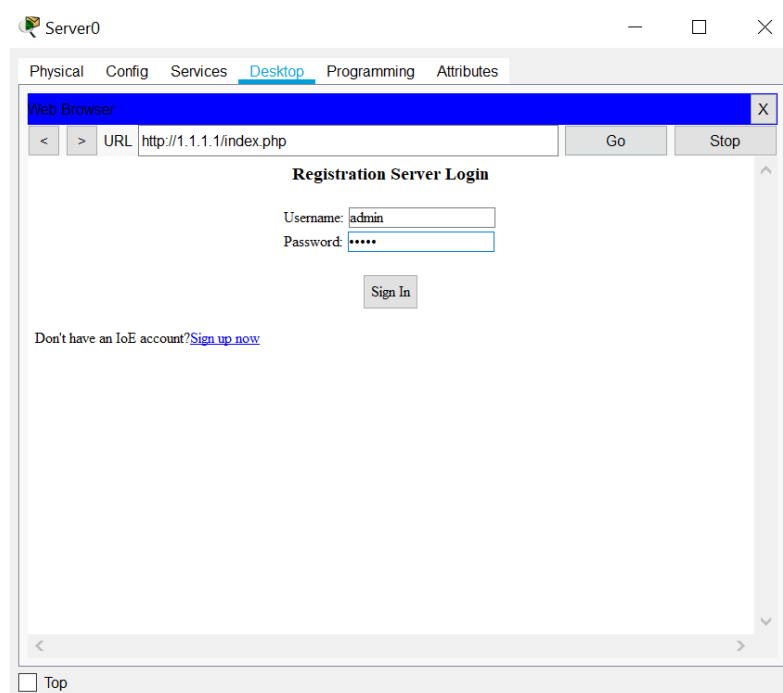 Server0
Physical Config Services Desktop Programming Attributes
Web Browser X
< > URL http://1.1.1.1/index.php Go Stop
Registration Server Login
Username: admin
Password: •••••
Sign In
Don't have an IoE account?Sign up now
Top